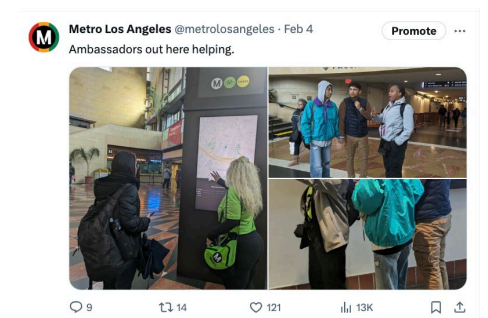 Metro Los Angeles @metrolosangeles · Feb 4
Promote
Ambassadors out here helping.
9
14
121
13K